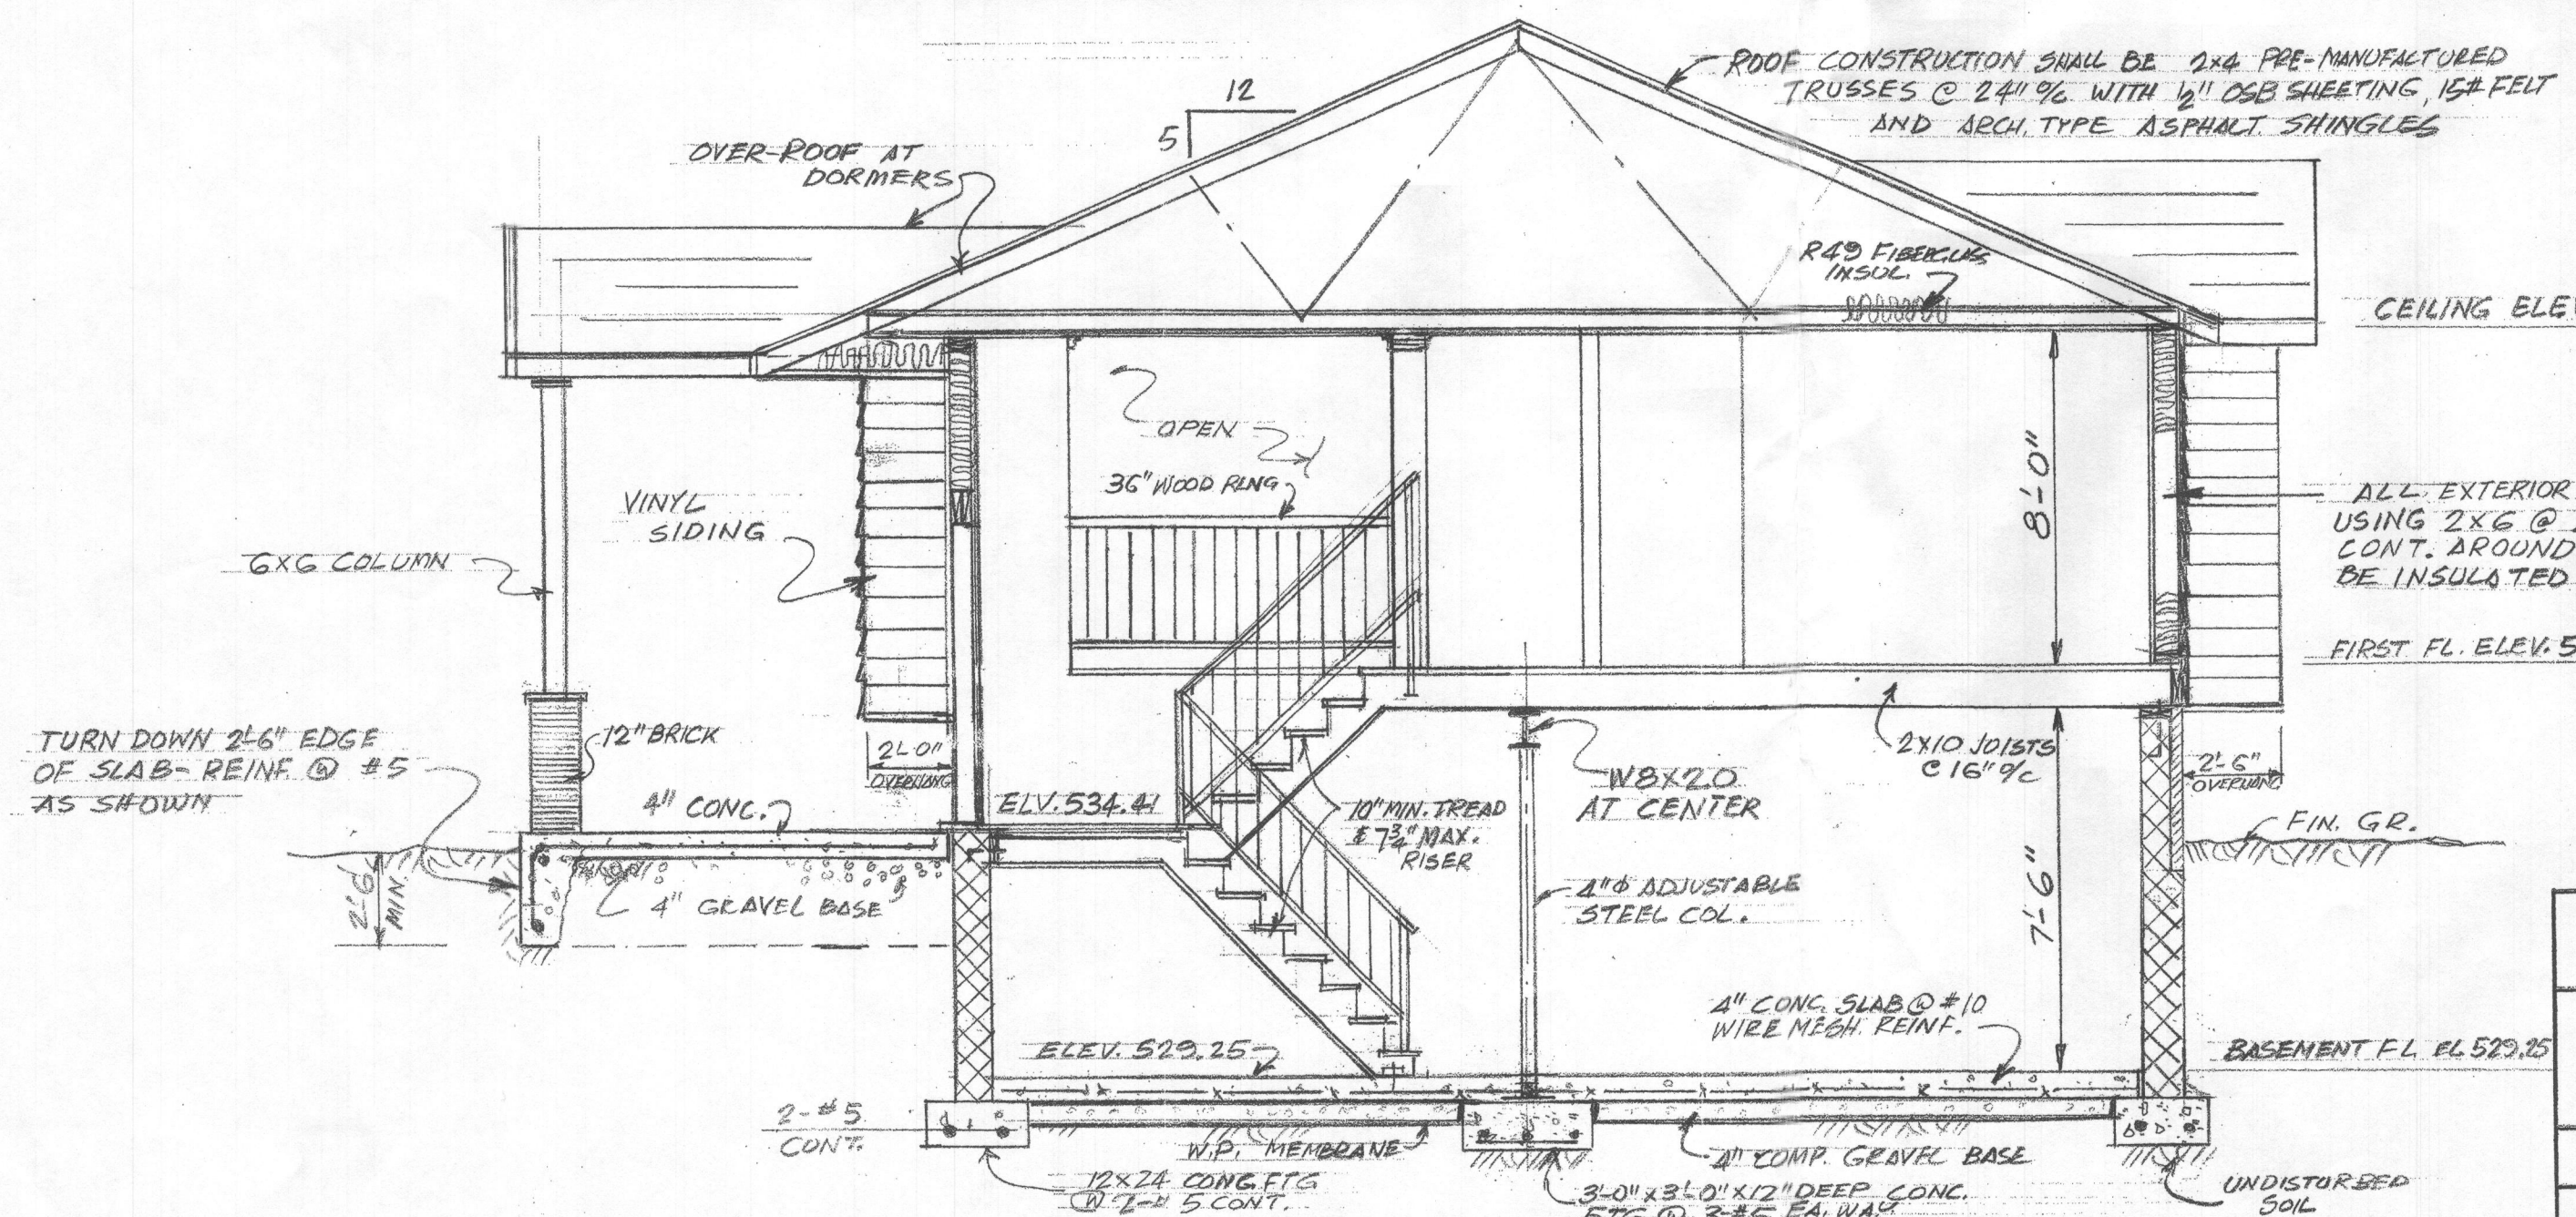 ROOF CONSTRUCTION SHALL BE 2x4 PRE-MANUFACTURED
TRUSSES @ 24" o/c WITH 1/2" OSB SHEETING, 15# FELT
AND ARCH. TYPE ASPHALT SHINGLES
12
5
OVER-ROOF AT
DORMERS
R49 FIBERGLASS
INSUL.
CEILING ELE
OPEN
36" WOOD RLNG
8'-0"
VINYL
SIDING
6X6 COLUMN
ALL EXTERIOR
USING 2X6 @
CONT. AROUND
BE INSULATED
FIRST FL. ELEV. 5
TURN DOWN 2'-6" EDGE
OF SLAB- REINF. @ #5
AS SHOWN
12" BRICK
2'-0"
OVERHANG
4" CONC.
ELV. 534.41
10" MIN. TREAD
& 7 3/4" MAX.
RISER
W8X20
AT CENTER
2X10 JOISTS
@ 16" o/c
2'-6"
OVERHANG
FIN. GR.
2'-6"
MIN.
4" GRAVEL BASE
4"Φ ADJUSTABLE
STEEL COL.
7'-6"
4" CONC. SLAB @ #10
WIRE MESH. REINF.
ELEV. 529.25
BASEMENT FL EL 529.25
2-#5
CONT.
W.P. MEMBRANE
4" COMP. GRAVEL BASE
12X24 CONC. FTG
@ 2-# 5 CONT.
3'-0" X 3'-0" X 12" DEEP CONC.
FTG @ 3-#5 EA. WAY
UNDISTURBED
SOIL